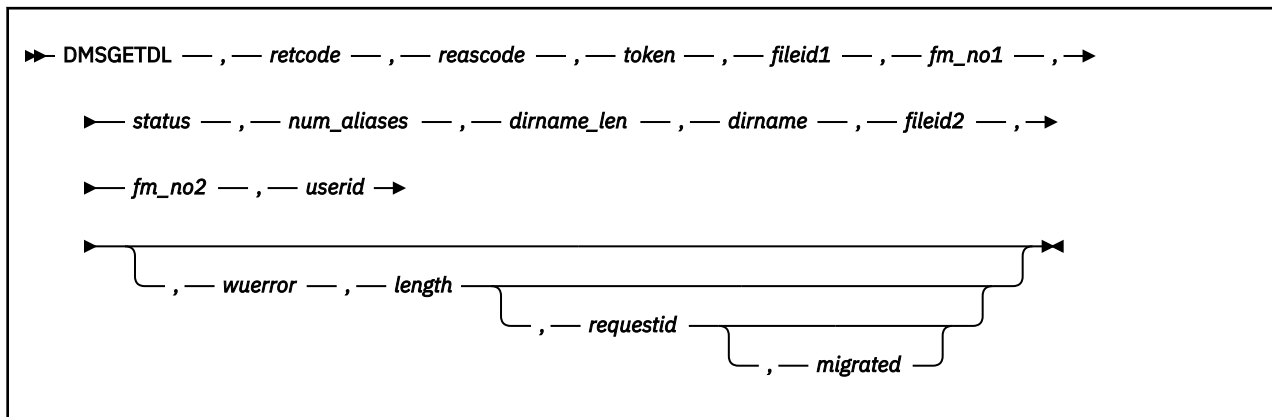 DMSGETDL , retcode , reascode , token , fileid1 , fm_no1 ,
status , num_aliases , dirname_len , dirname , fileid2 ,
fm_no2 , userid
, wuerror , length
, requestid
, migrated